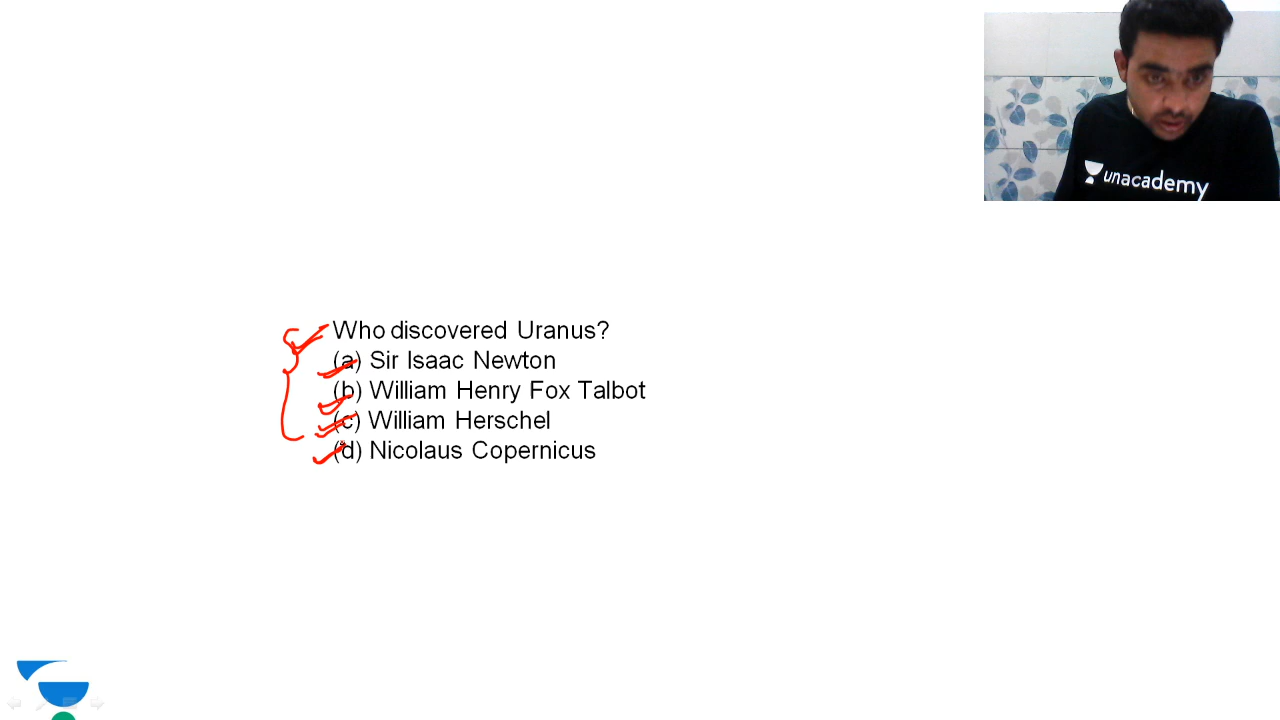 unacademy
Who discovered Uranus?
(a) Sir Isaac Newton
(b) William Henry Fox Talbot
(c) William Herschel
(d) Nicolaus Copernicus